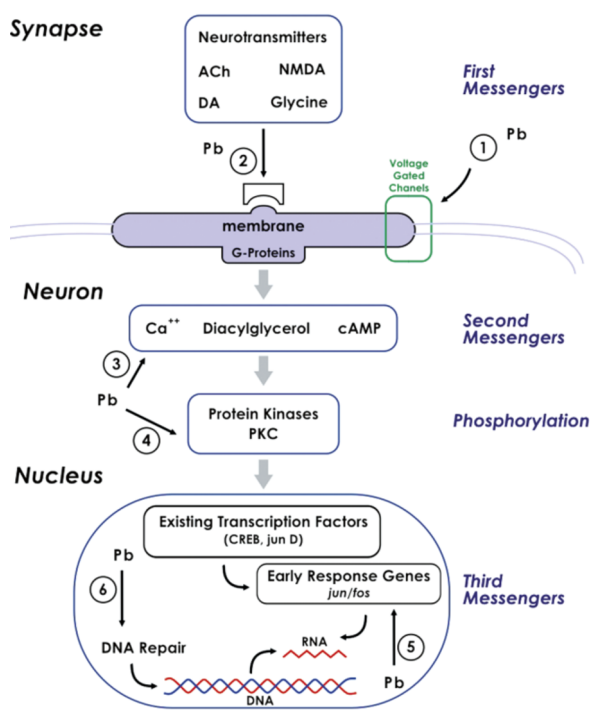 Synapse
Neurotransmitters
ACh NMDA
DA Glycine
First
Messengers
Pb 2
1 Pb
Voltage
Gated
Chanels
membrane
G-Proteins
Neuron
Ca++ Diacylglycerol cAMP
Second
Messengers
3
Pb
4
Protein Kinases
PKC
Phosphorylation
Nucleus
Existing Transcription Factors
(CREB, jun D)
Pb
6
Early Response Genes
jun/fos
Third
Messengers
DNA Repair
RNA
5
Pb
DNA